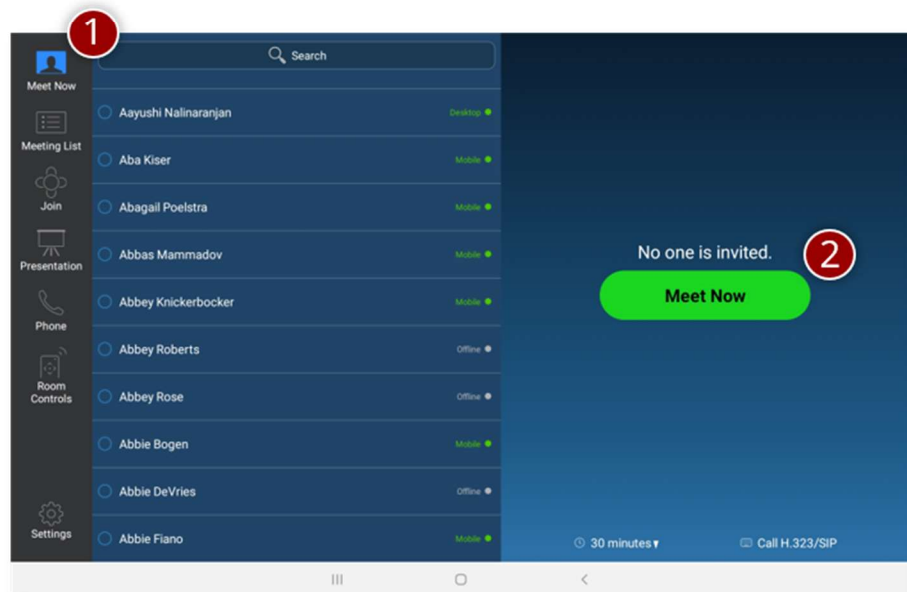 1
Meet Now
Meeting List
Join
Presentation
Phone
Room
Controls
Settings
Search
Aayushi Nalinaranjan Desktop
Aba Kiser Mobile
Abagail Poelstra Mobile
Abbas Mammadov Mobile
Abbey Knickerbocker Mobile
Abbey Roberts Offline
Abbey Rose Offline
Abbie Bogen Mobile
Abbie DeVries Offline
Abbie Fiano Mobile
No one is invited. 2
Meet Now
30 minutes Call H.323/SIP